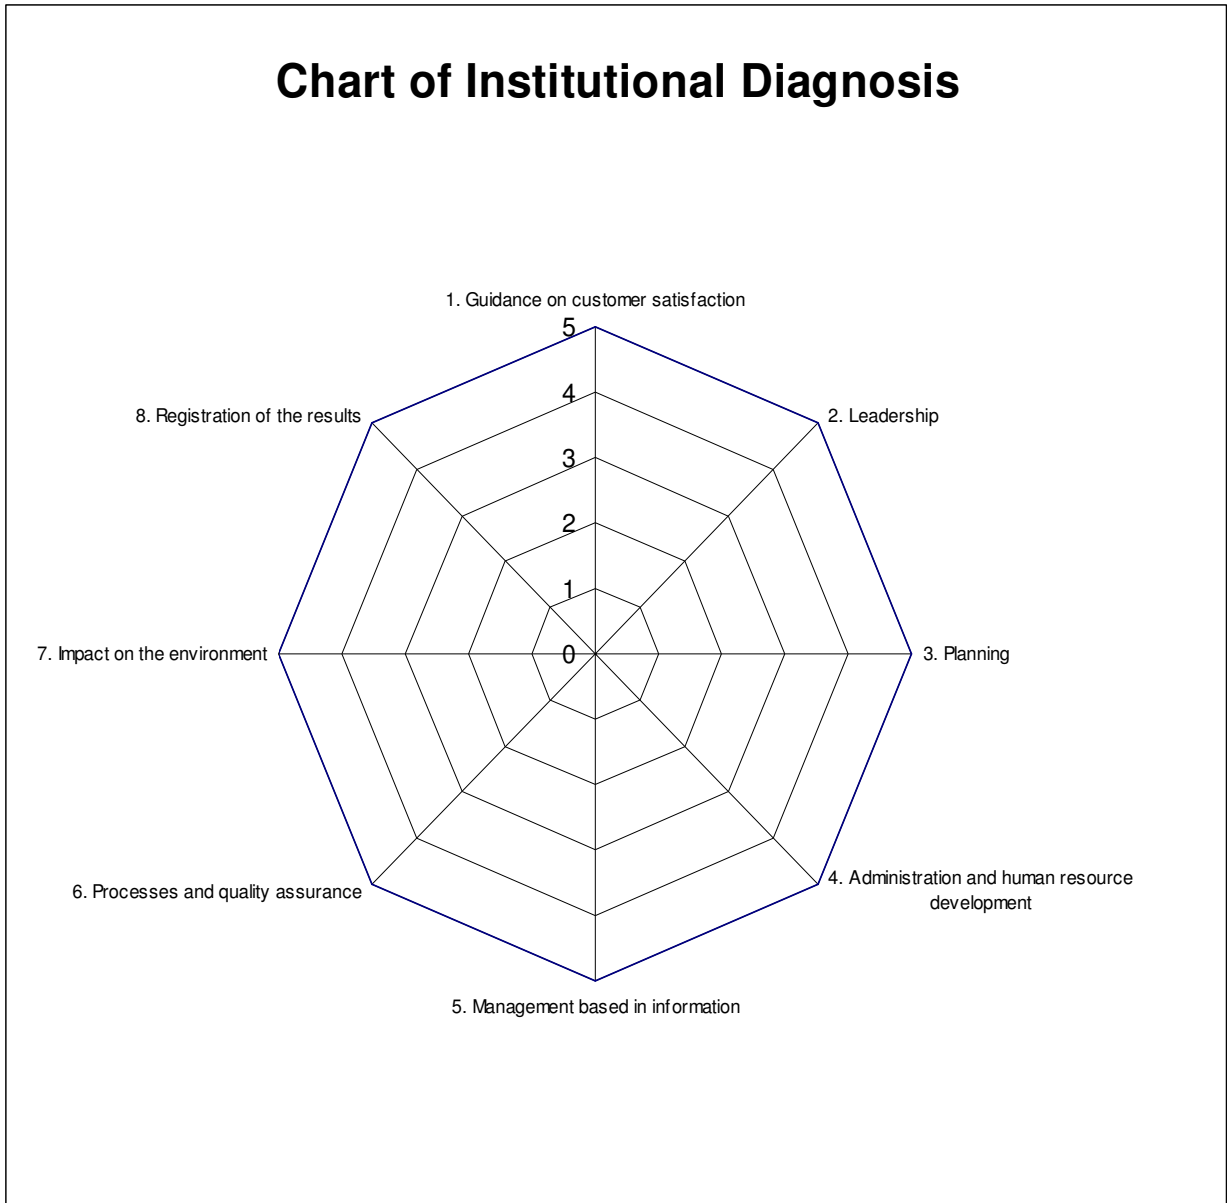 Chart of Institutional Diagnosis
1. Guidance on customer satisfaction
5
8. Registration of the results
2. Leadership
4
3
2
1
7. Impact on the environment
0
3. Planning
6. Processes and quality assurance
4. Administration and human resource
development
5. Management based in information